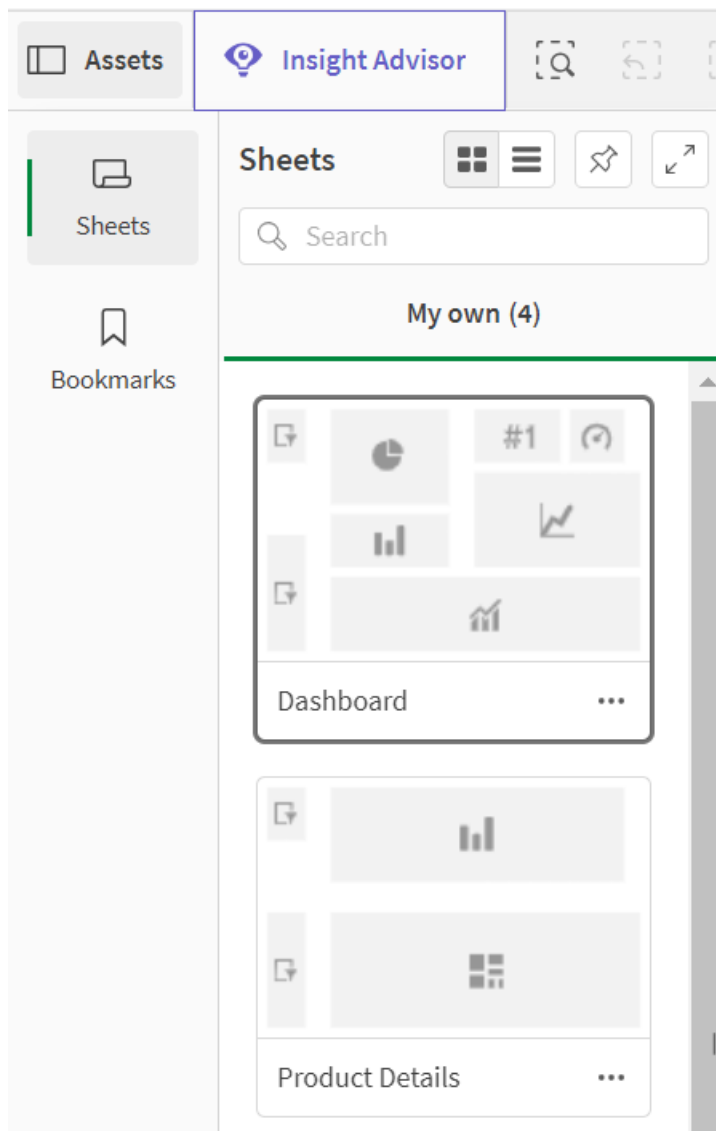 Assets
Insight Advisor
Sheets
Sheets
Search
Bookmarks
My own (4)
#1
Dashboard
Product Details